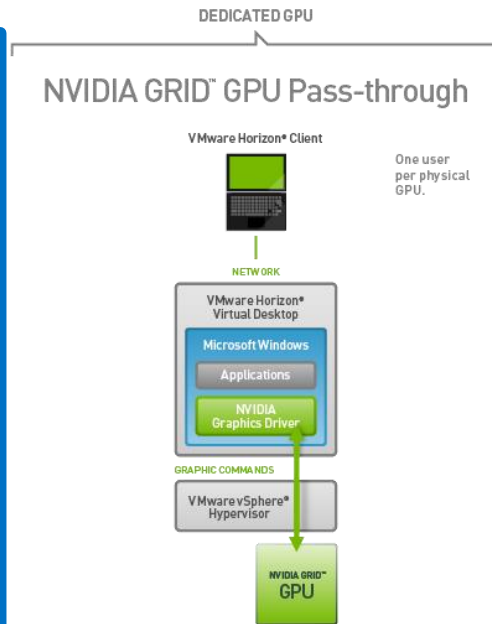 DEDICATED GPU
NVIDIA GRID™ GPU Pass-through
VMware Horizon® Client
One user
per physical
GPU.
NETWORK
VMware Horizon®
Virtual Desktop
Microsoft Windows
Applications
NVIDIA
Graphics Driver
GRAPHIC COMMANDS
VMware vSphere®
Hypervisor
NVIDIA GRID™
GPU